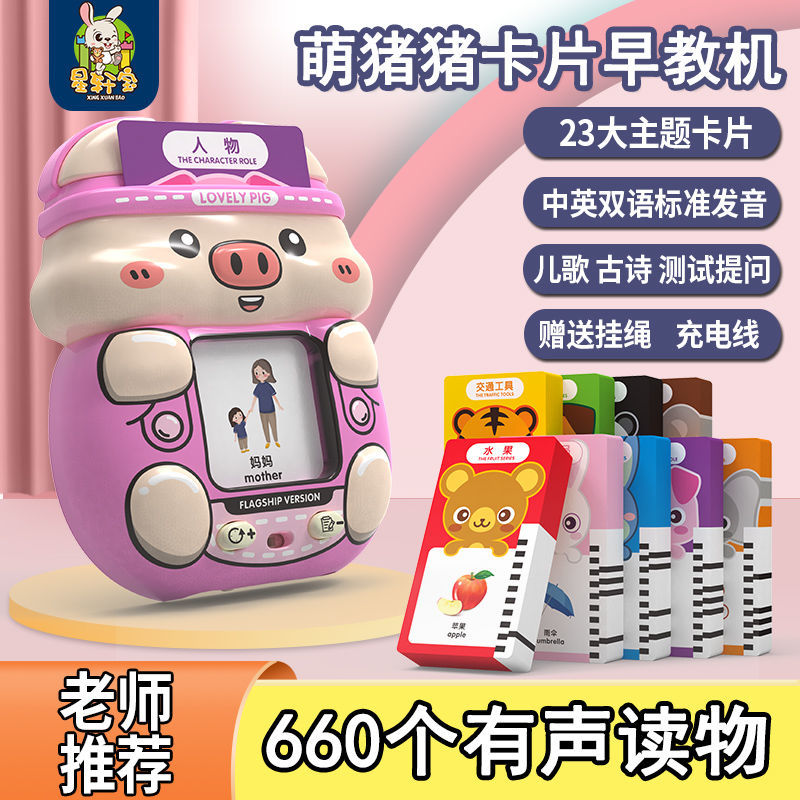 星轩宝
XING XUAN BAO
萌猪猪卡片早教机
23大主题卡片
中英双语标准发音
儿歌 古诗 测试提问
赠送挂绳 充电线
人物
THE CHARACTER ROLE
LOVELY PIG
妈妈
mother
FLAGSHIP VERSION
交通工具
THE TRAFFIC TOOLS
水果
THE FRUIT SERIES
苹果
apple
雨伞
umbrella
老师
推荐
660个有声读物